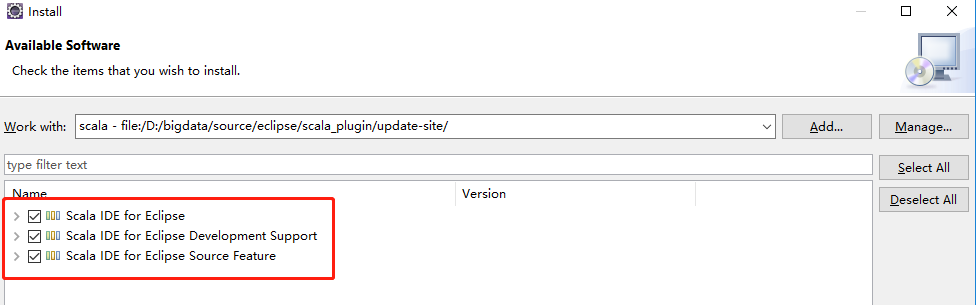 Install
Available Software
Check the items that you wish to install.
Work with: scala - file:/D:/bigdata/source/eclipse/scala_plugin/update-site/ Add... Manage...
type filter text Select All
Name Version
Deselect All
Scala IDE for Eclipse
Scala IDE for Eclipse Development Support
Scala IDE for Eclipse Source Feature